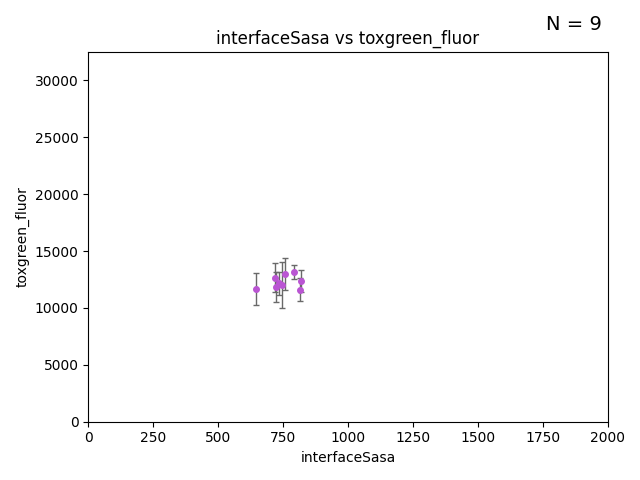 N = 9
interfaceSasa vs toxgreen_fluor
30000
25000
20000
15000
10000
5000
0
toxgreen_fluor
0 250 500 750 1000 1250 1500 1750 2000
interfaceSasa